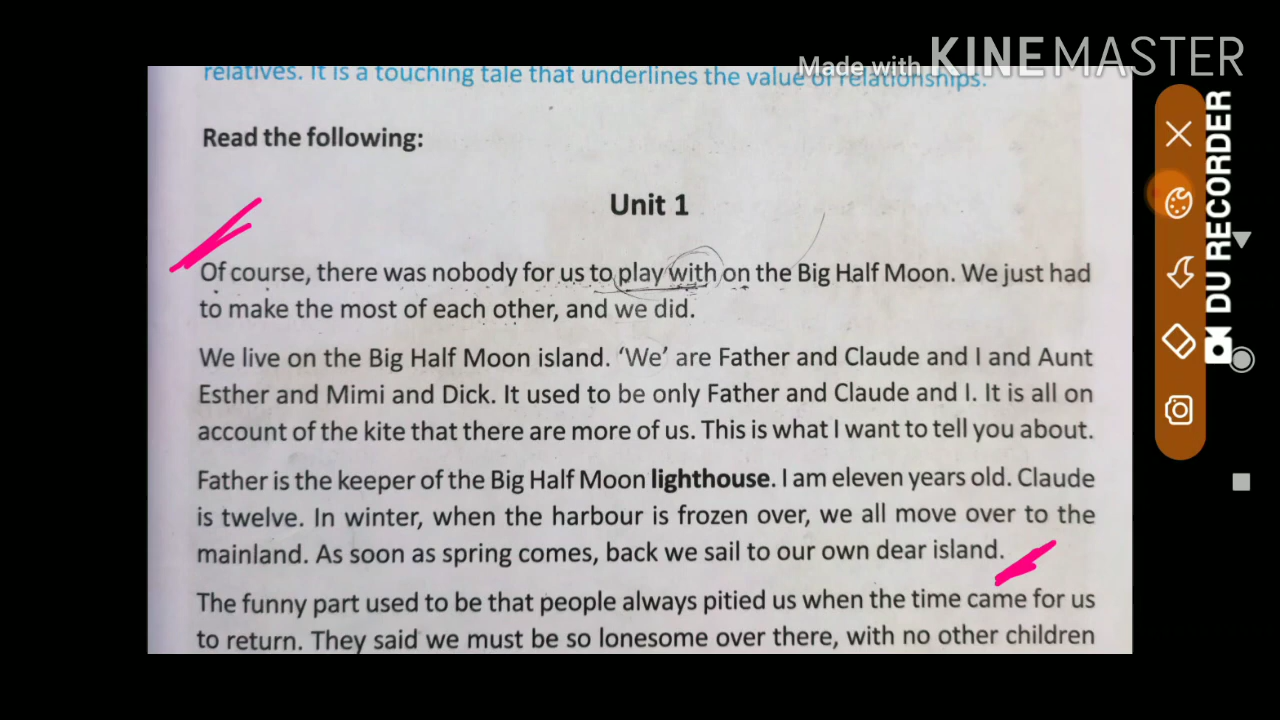 Made with KINEMASTER
relatives. It is a touching tale that underlines the value of relationships.
Read the following:
Unit 1
Of course, there was nobody for us to play with on the Big Half Moon. We just had
to make the most of each other, and we did.
We live on the Big Half Moon island. ‘We’ are Father and Claude and I and Aunt
Esther and Mimi and Dick. It used to be only Father and Claude and I. It is all on
account of the kite that there are more of us. This is what I want to tell you about.
Father is the keeper of the Big Half Moon lighthouse. I am eleven years old. Claude
is twelve. In winter, when the harbour is frozen over, we all move over to the
mainland. As soon as spring comes, back we sail to our own dear island.
The funny part used to be that people always pitied us when the time came for us
to return. They said we must be so lonesome over there, with no other children
DU RECORDER